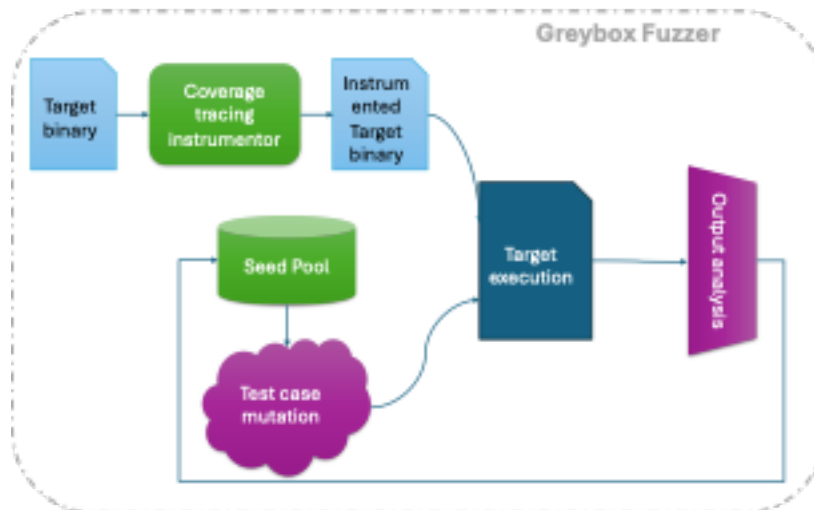 Greybox Fuzzer
Target
binary
Coverage
tracing
instrumentor
Instrum
ented
Target
binary
Seed Pool
Target
execution
Output analysis
Test case
mutation